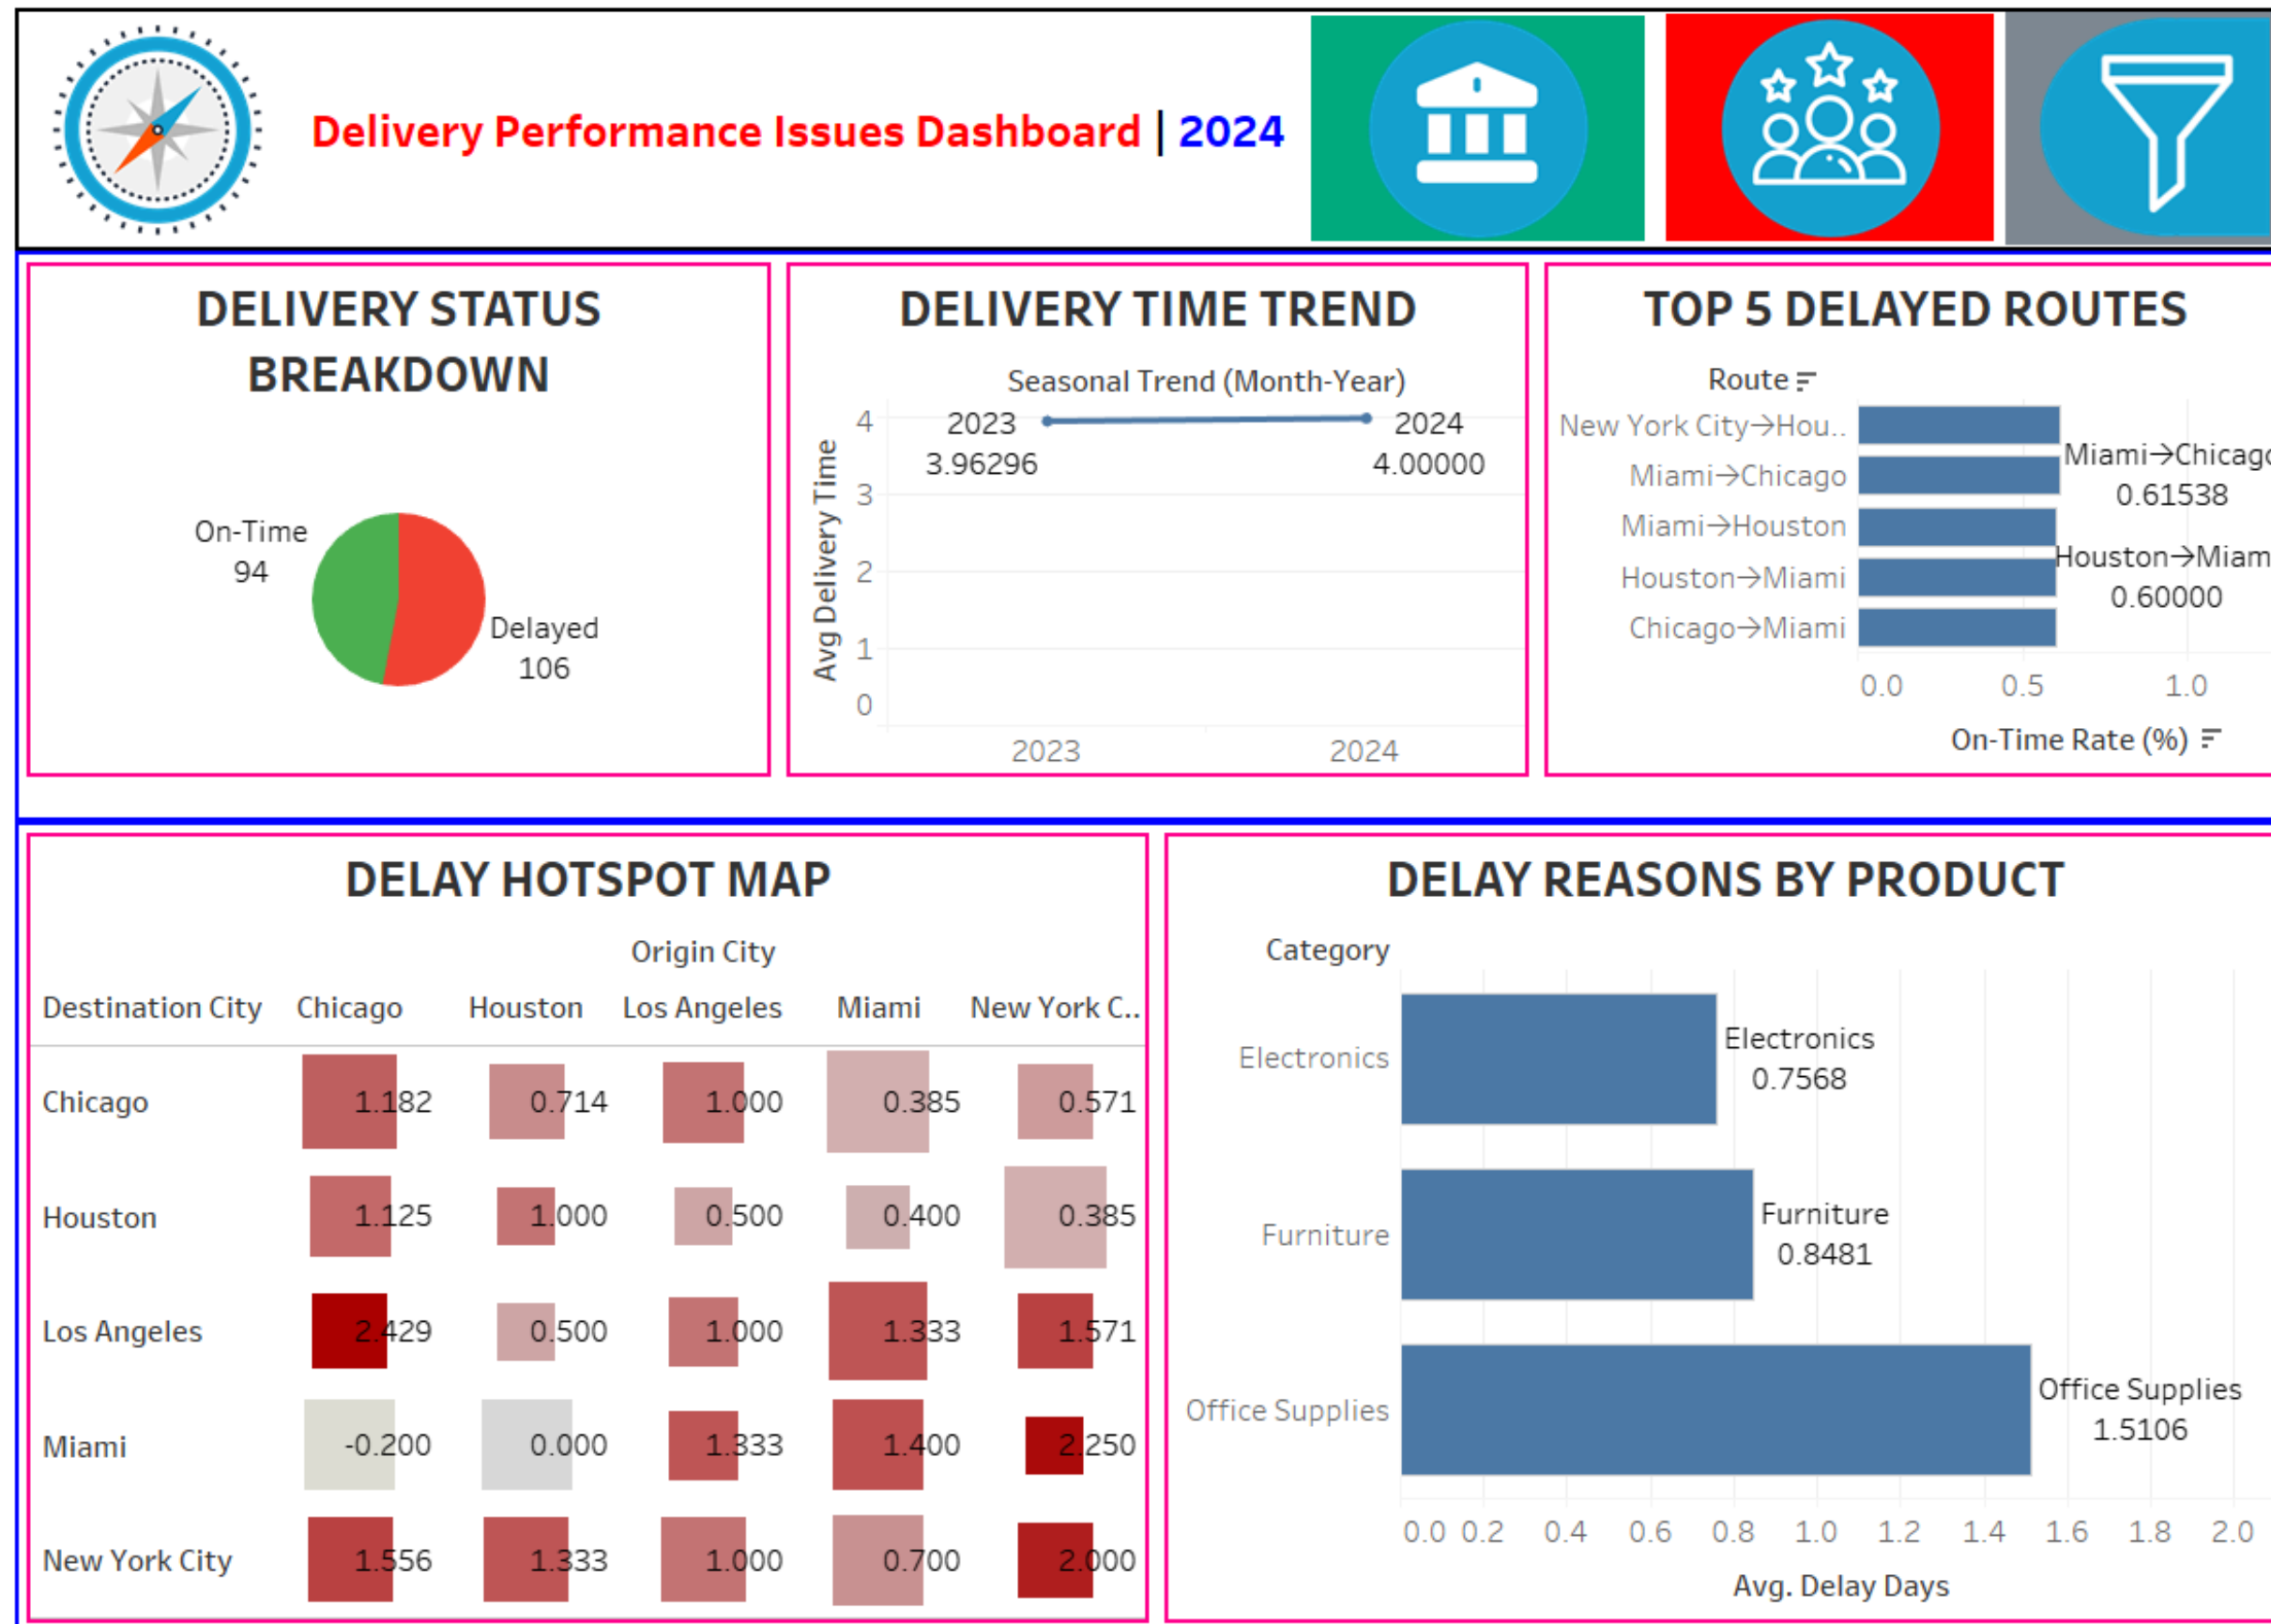 Delivery Performance Issues Dashboard | 2024
DELIVERY STATUS
BREAKDOWN
On-Time
94
Delayed
106
DELIVERY TIME TREND
Seasonal Trend (Month-Year)
Avg Delivery Time
4
3
2
1
0
2023
3.96296
2024
4.00000
2023
2024
TOP 5 DELAYED ROUTES
Route
New York City→Hou..
Miami→Chicago
Miami→Houston
Houston→Miami
Chicago→Miami
Miami→Chicago
0.61538
Houston→Miam
0.60000
0.0 0.5 1.0
On-Time Rate (%)
DELAY HOTSPOT MAP
Origin City
Destination City Chicago Houston Los Angeles Miami New York C..
Chicago 1.182 0.714 1.000 0.385 0.571
Houston 1.125 1.000 0.500 0.400 0.385
Los Angeles 2.429 0.500 1.000 1.333 1.571
Miami -0.200 0.000 1.333 1.400 2.250
New York City 1.556 1.333 1.000 0.700 2.000
DELAY REASONS BY PRODUCT
Category
Electronics
Electronics
0.7568
Furniture
Furniture
0.8481
Office Supplies
Office Supplies
1.5106
0.0 0.2 0.4 0.6 0.8 1.0 1.2 1.4 1.6 1.8 2.0
Avg. Delay Days